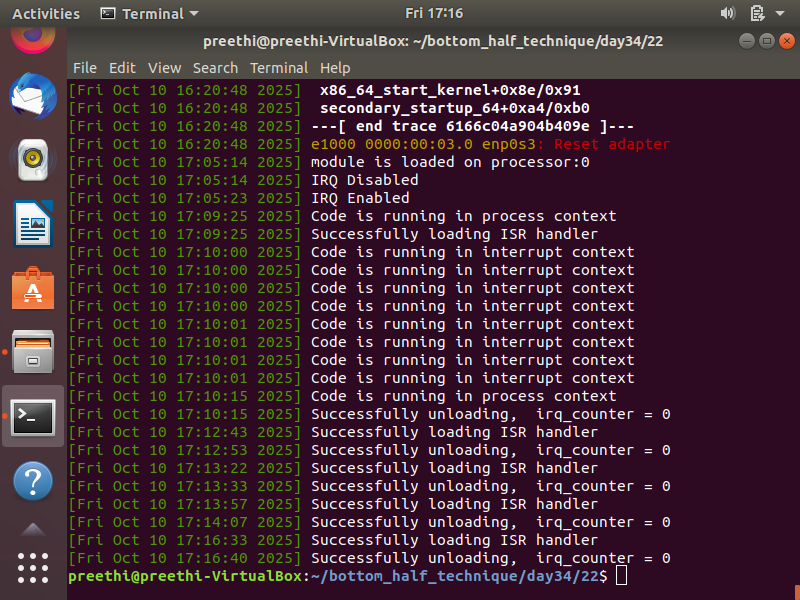 Activities Terminal Fri 17:16
preethi@preethi-VirtualBox: ~/bottom_half_technique/day34/22
File Edit View Search Terminal Help
[Fri Oct 10 16:20:48 2025]  x86_64_start_kernel+0x8e/0x91
[Fri Oct 10 16:20:48 2025]  secondary_startup_64+0xa4/0xb0
[Fri Oct 10 16:20:48 2025] ---[ end trace 6166c04a904b409e ]---
[Fri Oct 10 16:20:48 2025] e1000 0000:00:03.0 enp0s3: Reset adapter
[Fri Oct 10 17:05:14 2025] module is loaded on processor:0
[Fri Oct 10 17:05:14 2025] IRQ Disabled
[Fri Oct 10 17:05:23 2025] IRQ Enabled
[Fri Oct 10 17:09:25 2025] Code is running in process context
[Fri Oct 10 17:09:25 2025] Successfully loading ISR handler
[Fri Oct 10 17:10:00 2025] Code is running in interrupt context
[Fri Oct 10 17:10:00 2025] Code is running in interrupt context
[Fri Oct 10 17:10:00 2025] Code is running in interrupt context
[Fri Oct 10 17:10:00 2025] Code is running in interrupt context
[Fri Oct 10 17:10:01 2025] Code is running in interrupt context
[Fri Oct 10 17:10:01 2025] Code is running in interrupt context
[Fri Oct 10 17:10:01 2025] Code is running in interrupt context
[Fri Oct 10 17:10:01 2025] Code is running in interrupt context
[Fri Oct 10 17:10:15 2025] Code is running in process context
[Fri Oct 10 17:10:15 2025] Successfully unloading,  irq_counter = 0
[Fri Oct 10 17:12:43 2025] Successfully loading ISR handler
[Fri Oct 10 17:12:53 2025] Successfully unloading,  irq_counter = 0
[Fri Oct 10 17:13:22 2025] Successfully loading ISR handler
[Fri Oct 10 17:13:33 2025] Successfully unloading,  irq_counter = 0
[Fri Oct 10 17:13:57 2025] Successfully loading ISR handler
[Fri Oct 10 17:14:07 2025] Successfully unloading,  irq_counter = 0
[Fri Oct 10 17:16:33 2025] Successfully loading ISR handler
[Fri Oct 10 17:16:40 2025] Successfully unloading,  irq_counter = 0
preethi@preethi-VirtualBox:~/bottom_half_technique/day34/22$